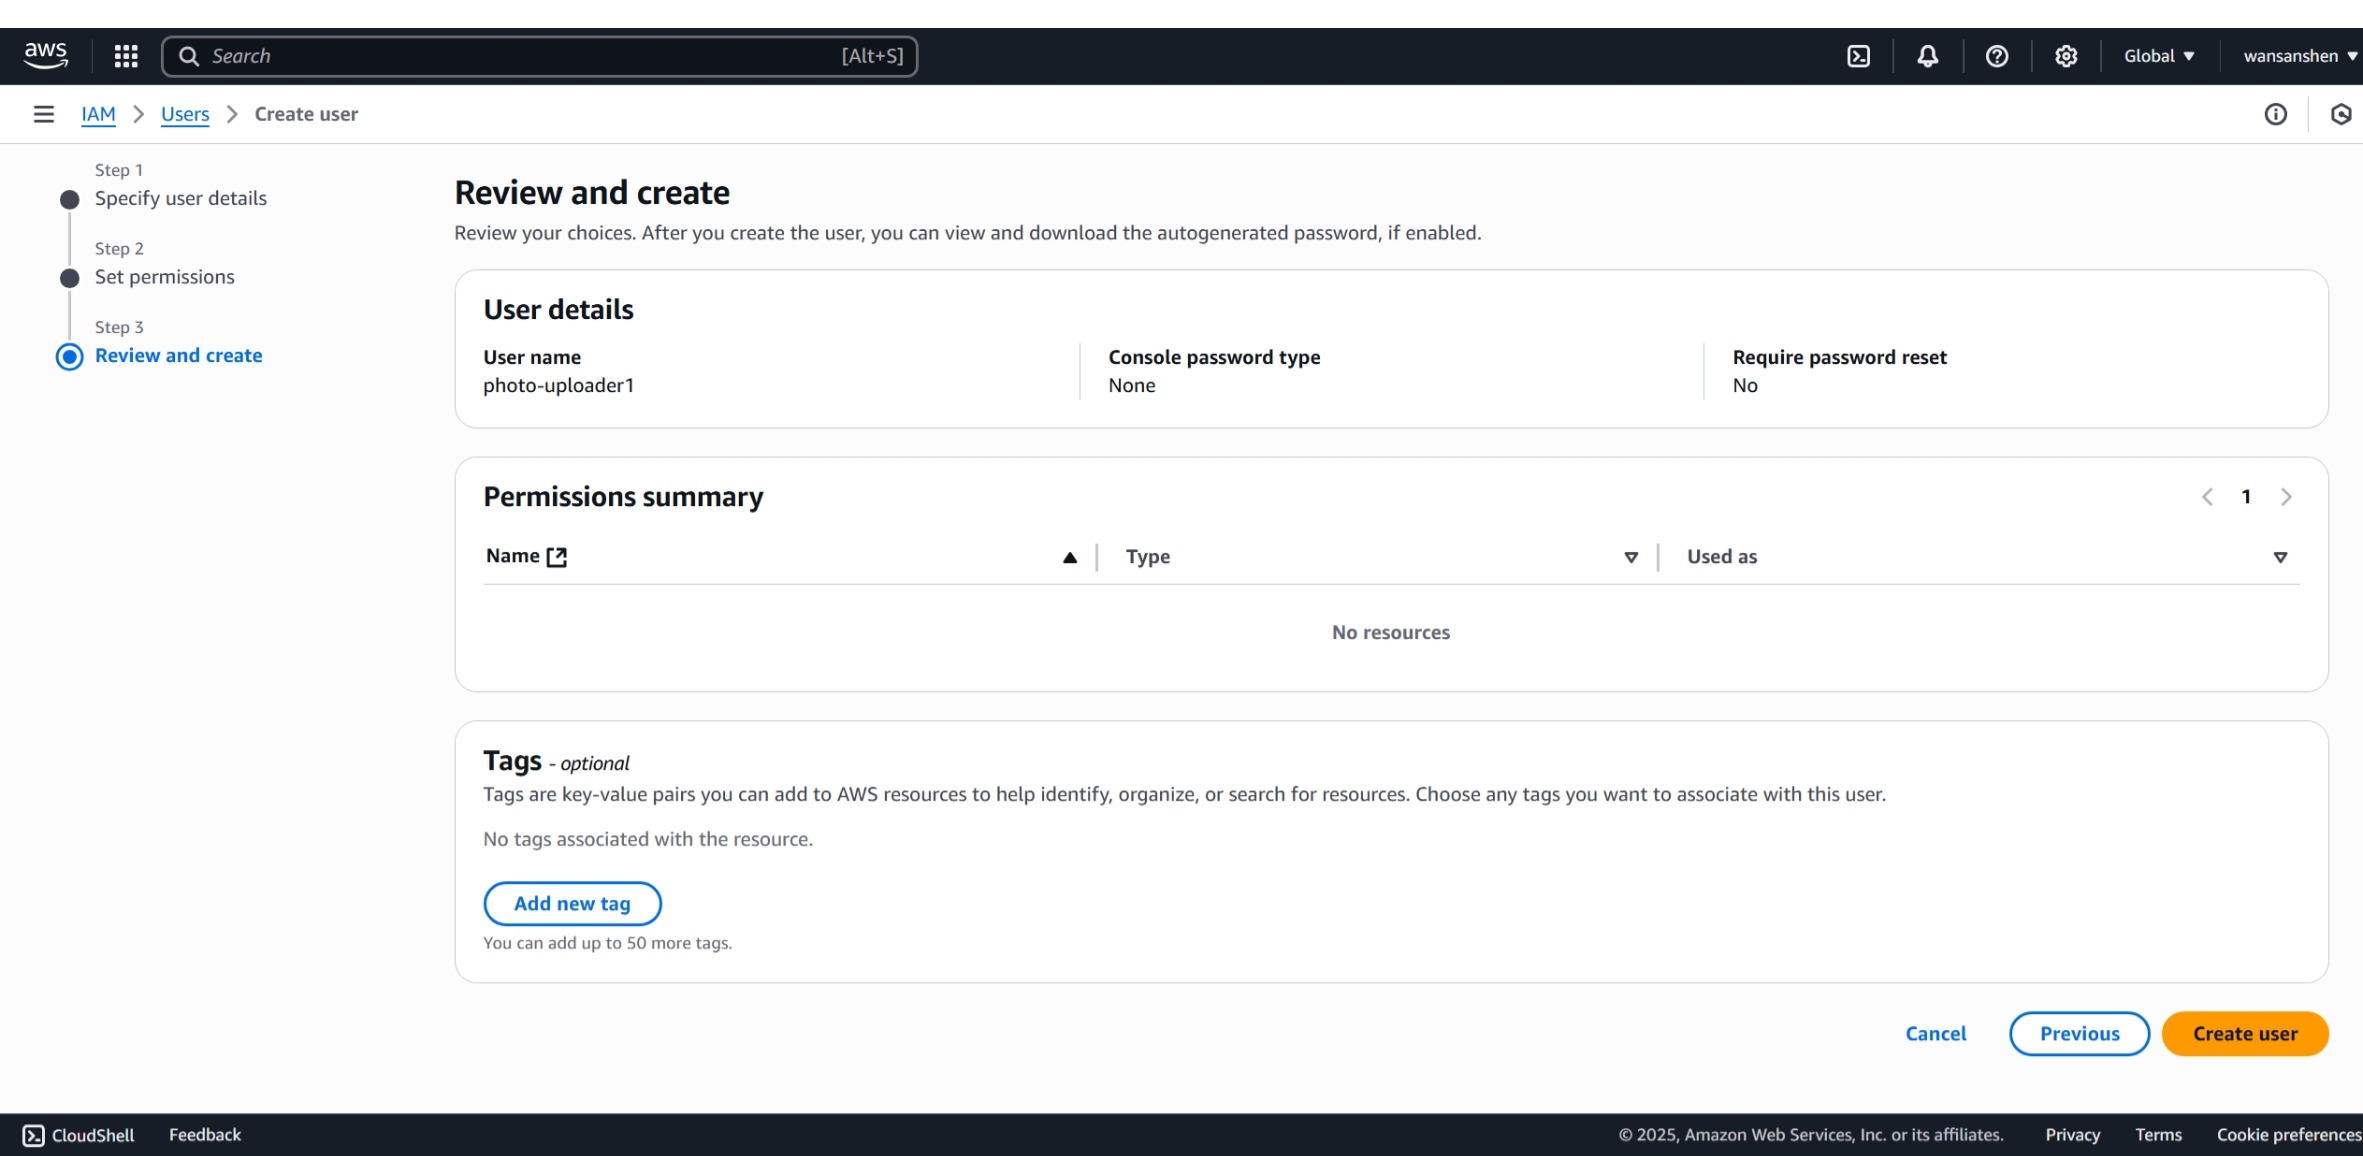 aws
Search [Alt+S]
Global wansanshen
IAM Users Create user
Step 1
Specify user details
Step 2
Set permissions
Step 3
Review and create
Review and create
Review your choices. After you create the user, you can view and download the autogenerated password, if enabled.
User details
User name
photo-uploader1
Console password type
None
Require password reset
No
Permissions summary
1
Name Type Used as
No resources
Tags - optional
Tags are key-value pairs you can add to AWS resources to help identify, organize, or search for resources. Choose any tags you want to associate with this user.
No tags associated with the resource.
Add new tag
You can add up to 50 more tags.
Cancel Previous Create user
CloudShell Feedback © 2025, Amazon Web Services, Inc. or its affiliates. Privacy Terms Cookie preferences